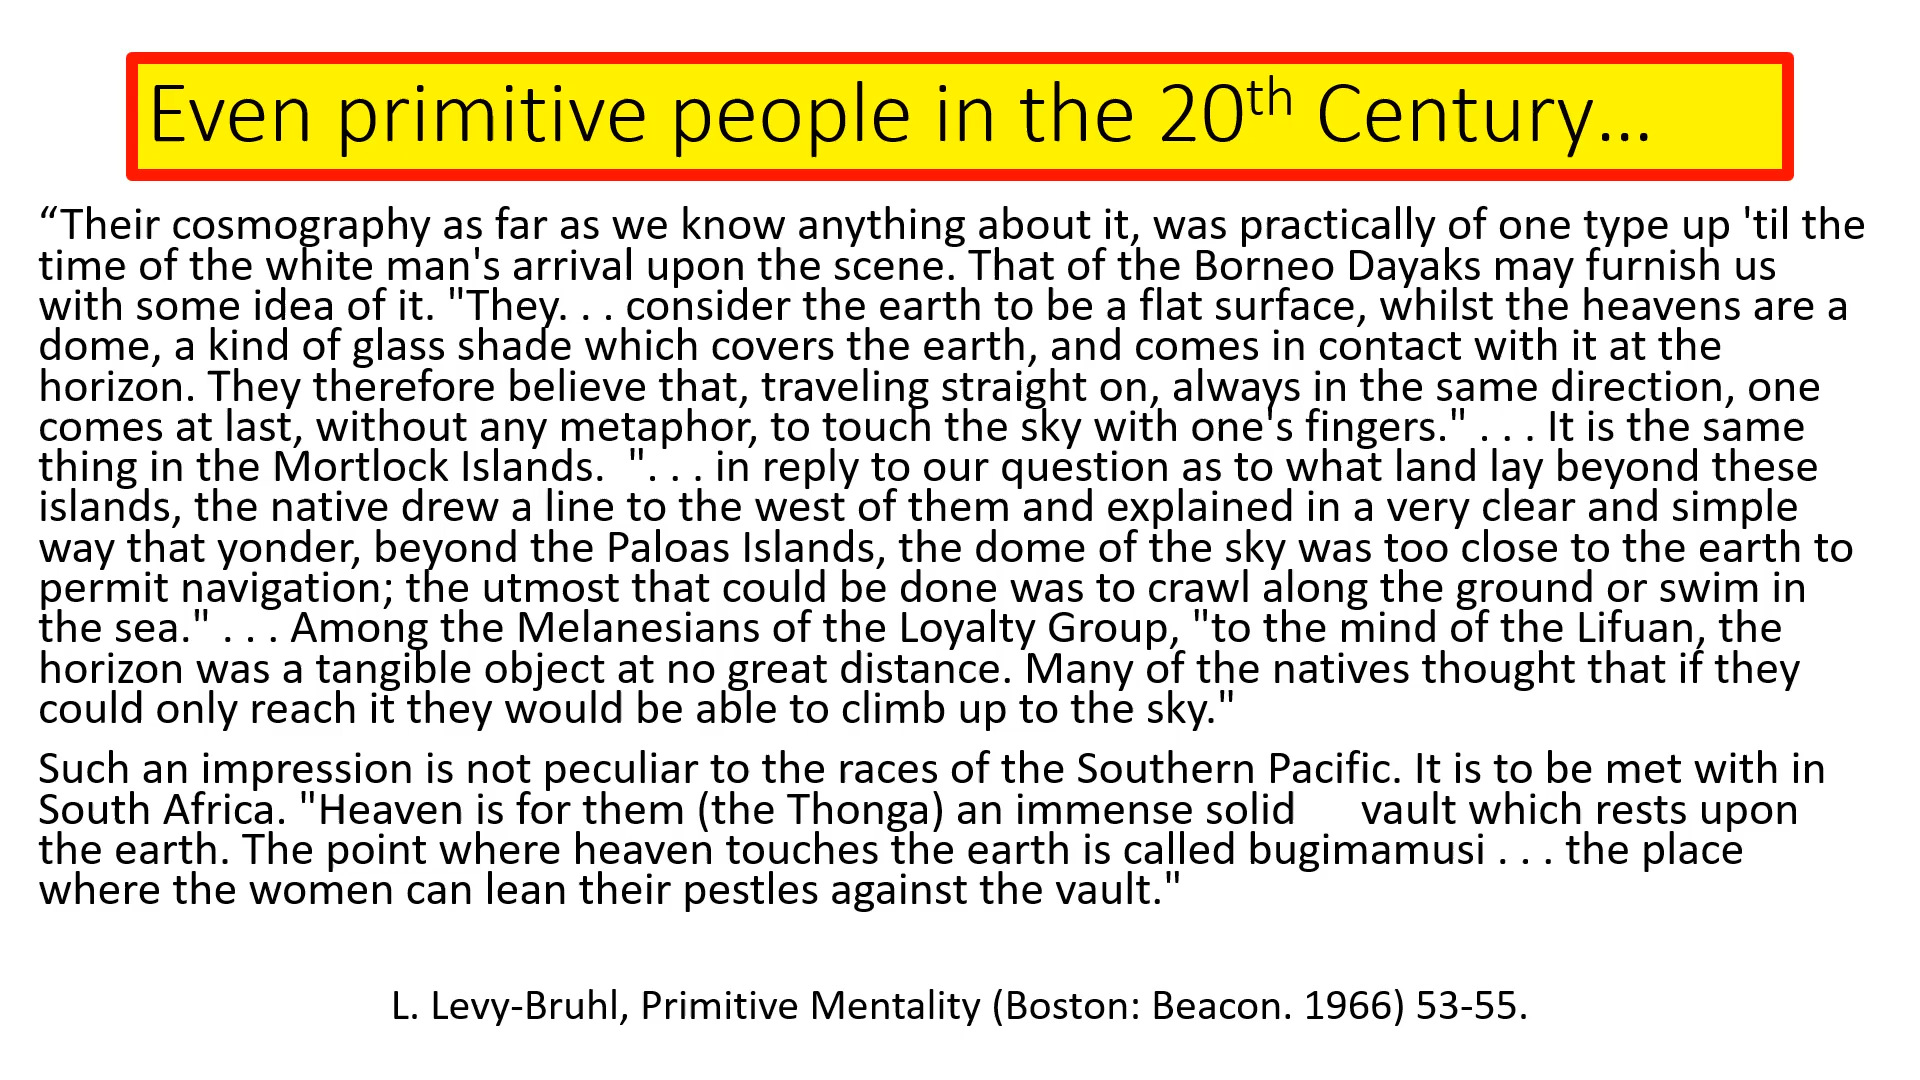 Even primitive people in the 20th Century…
“Their cosmography as far as we know anything about it, was practically of one type up 'til the
time of the white man's arrival upon the scene. That of the Borneo Dayaks may furnish us
with some idea of it. "They. . . consider the earth to be a flat surface, whilst the heavens are a
dome, a kind of glass shade which covers the earth, and comes in contact with it at the
horizon. They therefore believe that, traveling straight on, always in the same direction, one
comes at last, without any metaphor, to touch the sky with one's fingers." . . . It is the same
thing in the Mortlock Islands.  ". . . in reply to our question as to what land lay beyond these
islands, the native drew a line to the west of them and explained in a very clear and simple
way that yonder, beyond the Paloas Islands, the dome of the sky was too close to the earth to
permit navigation; the utmost that could be done was to crawl along the ground or swim in
the sea." . . . Among the Melanesians of the Loyalty Group, "to the mind of the Lifuan, the
horizon was a tangible object at no great distance. Many of the natives thought that if they
could only reach it they would be able to climb up to the sky."
Such an impression is not peculiar to the races of the Southern Pacific. It is to be met with in
South Africa. "Heaven is for them (the Thonga) an immense solid     vault which rests upon
the earth. The point where heaven touches the earth is called bugimamusi . . . the place
where the women can lean their pestles against the vault."
L. Levy-Bruhl, Primitive Mentality (Boston: Beacon. 1966) 53-55.